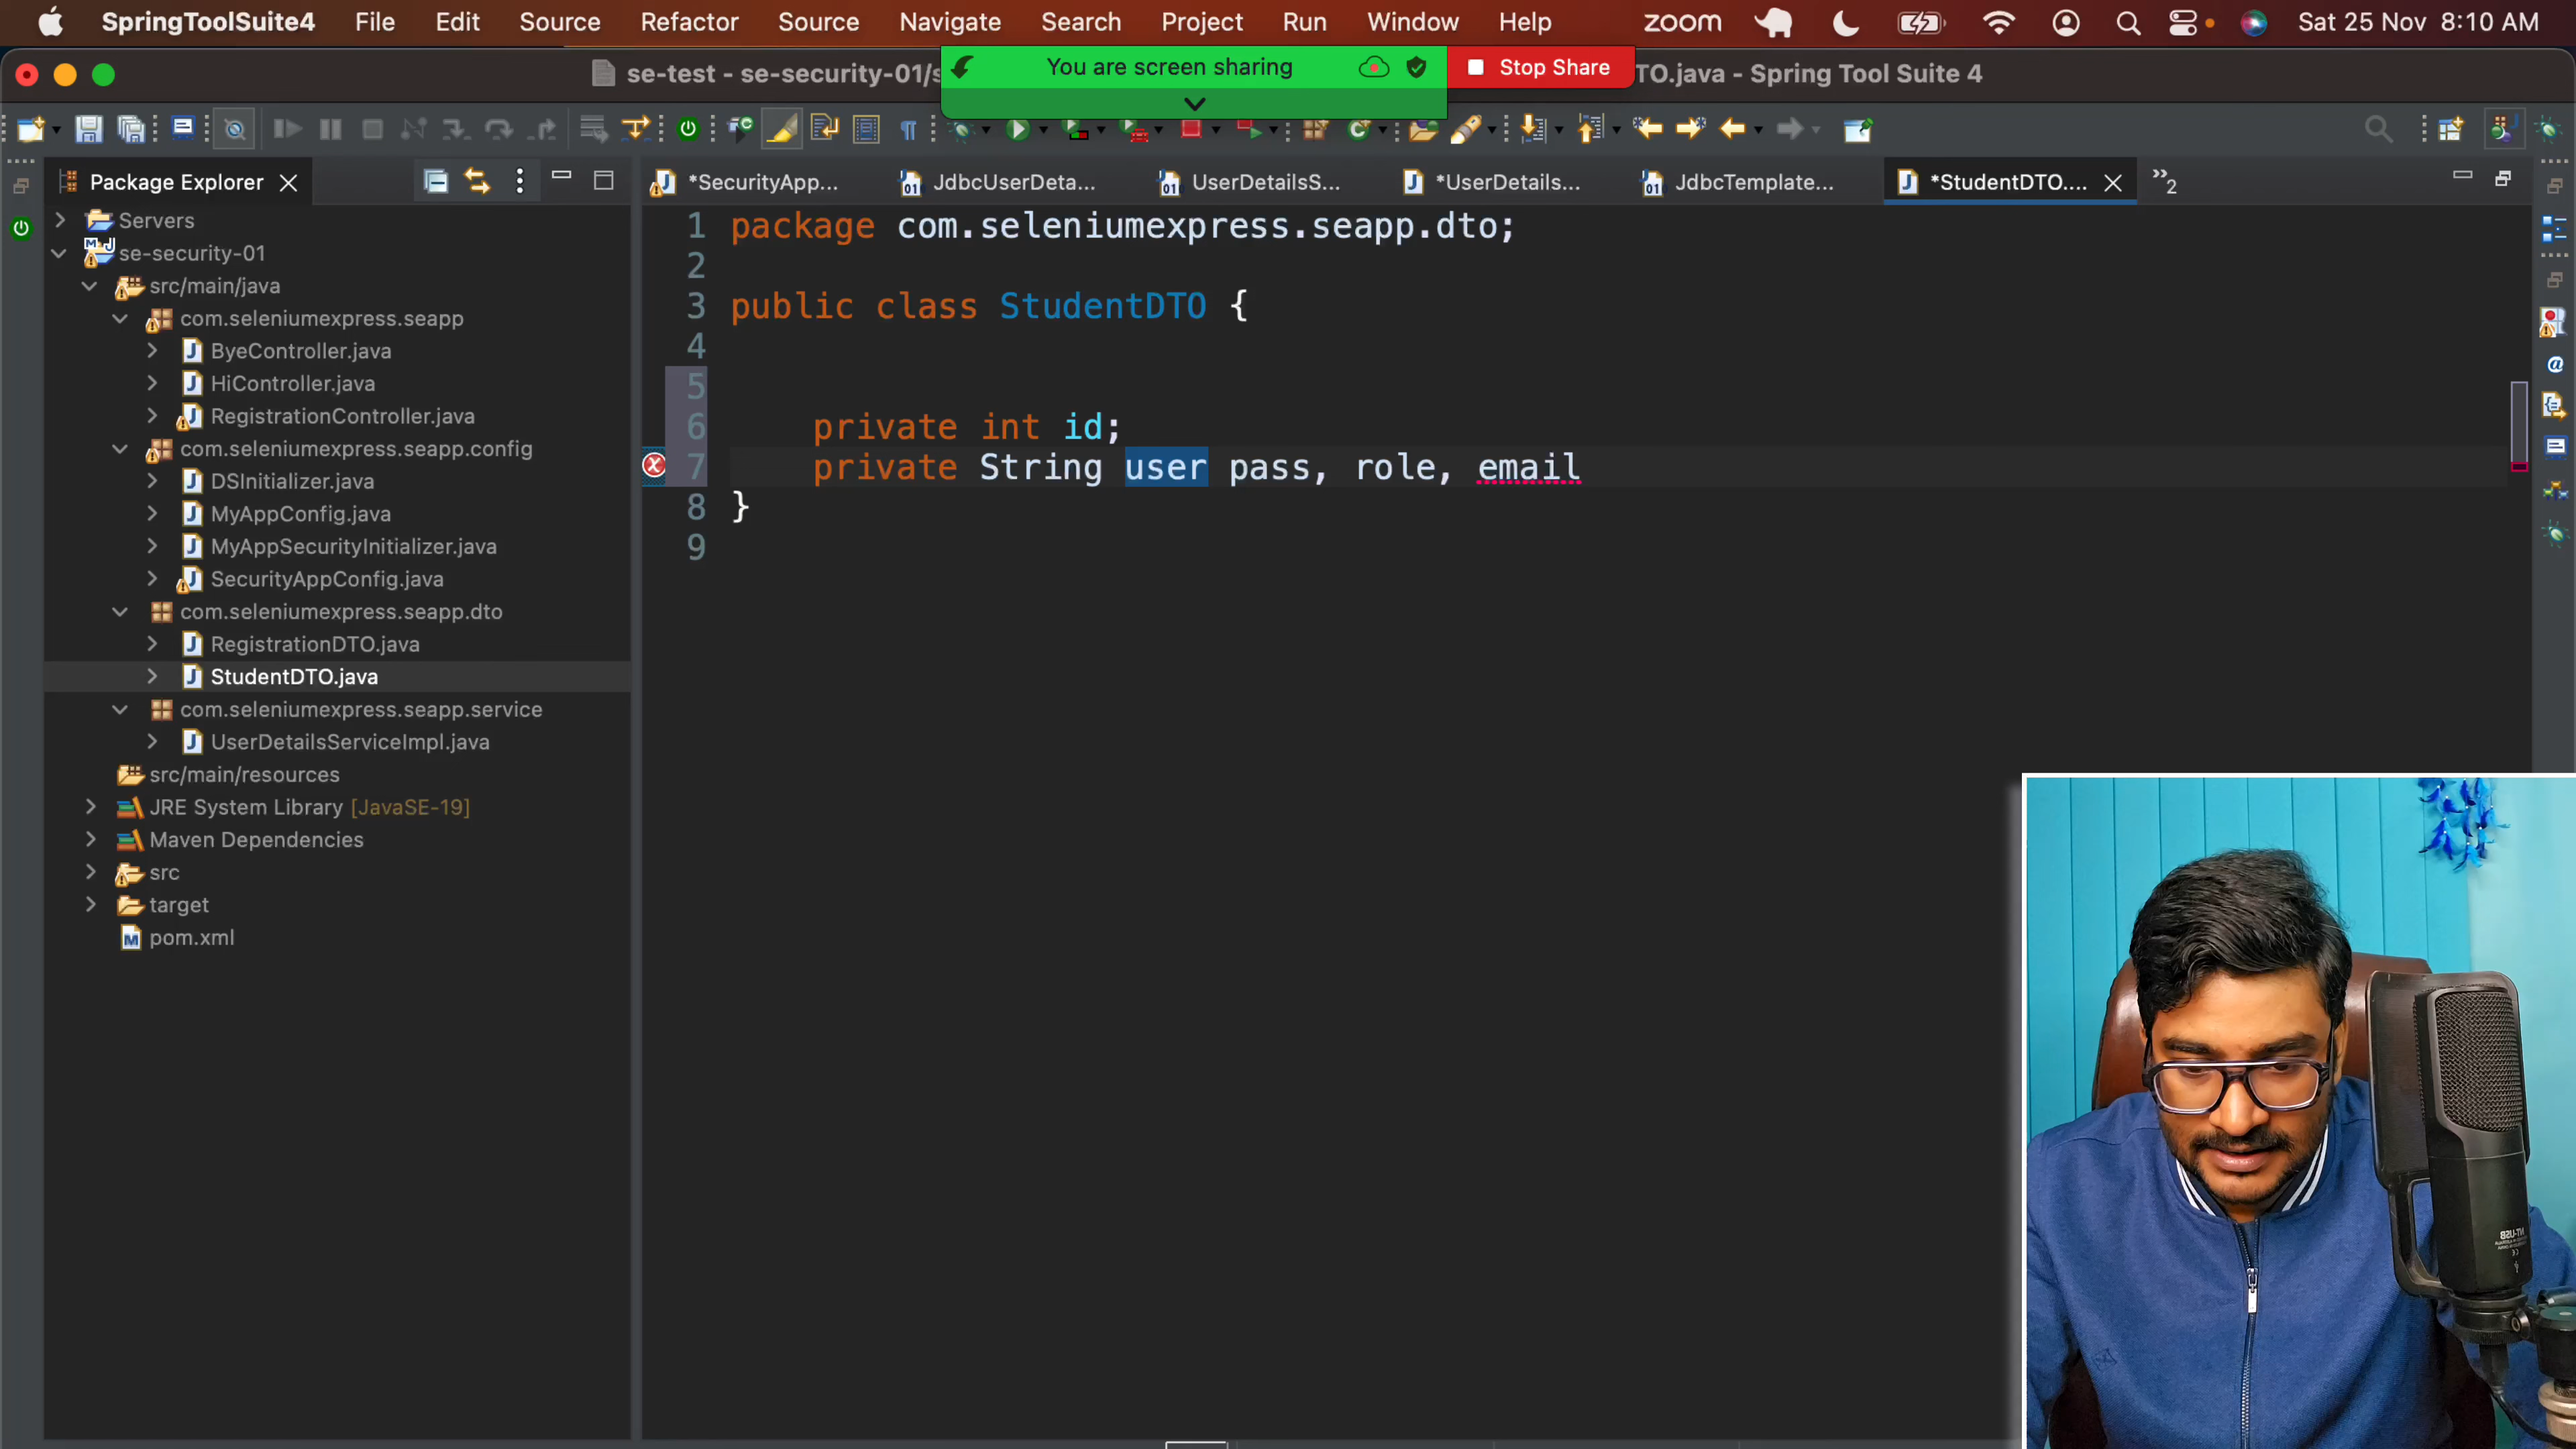 SpringToolSuite4 File Edit Source Refactor Source Navigate Search Project Run Window Help zoom Sat 25 Nov 8:10 AM
se-test - se-security-01/s You are screen sharing Stop Share TO.java - Spring Tool Suite 4
Package Explorer
*SecurityApp... JdbcUserDeta... UserDetailsS... *UserDetails... JdbcTemplate... *StudentDTO.... »2
Servers
se-security-01
src/main/java
com.seleniumexpress.seapp
ByeController.java
HiController.java
RegistrationController.java
com.seleniumexpress.seapp.config
DSInitializer.java
MyAppConfig.java
MyAppSecurityInitializer.java
SecurityAppConfig.java
com.seleniumexpress.seapp.dto
RegistrationDTO.java
StudentDTO.java
com.seleniumexpress.seapp.service
UserDetailsServiceImpl.java
src/main/resources
JRE System Library [JavaSE-19]
Maven Dependencies
src
target
pom.xml
1 package com.seleniumexpress.seapp.dto;
2
3 public class StudentDTO {
4
5
6 private int id;
7 private String user pass, role, email
8 }
9
NT-USB